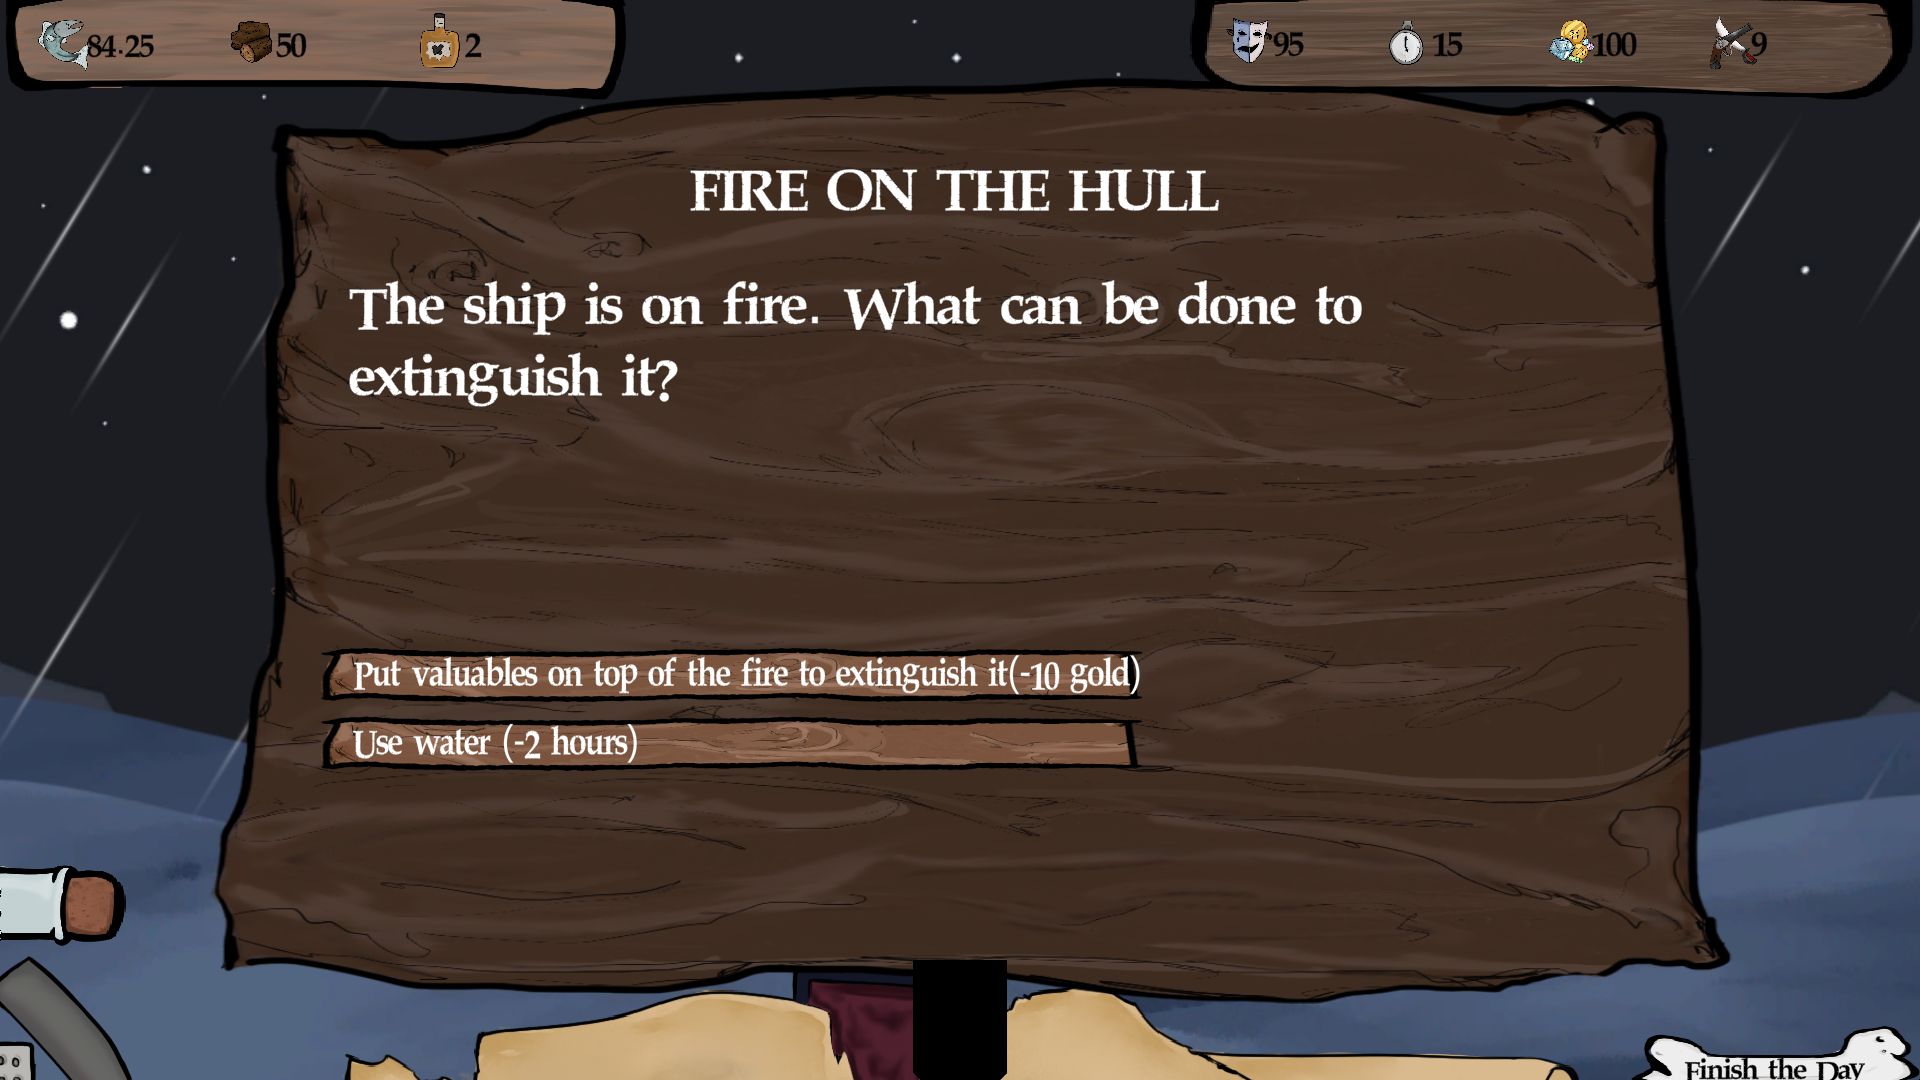 84.25 50 2 95 15 100 9
FIRE ON THE HULL
The ship is on fire. What can be done to
extinguish it?
Put valuables on top of the fire to extinguish it(-10 gold)
Use water (-2 hours)
Finish the Day